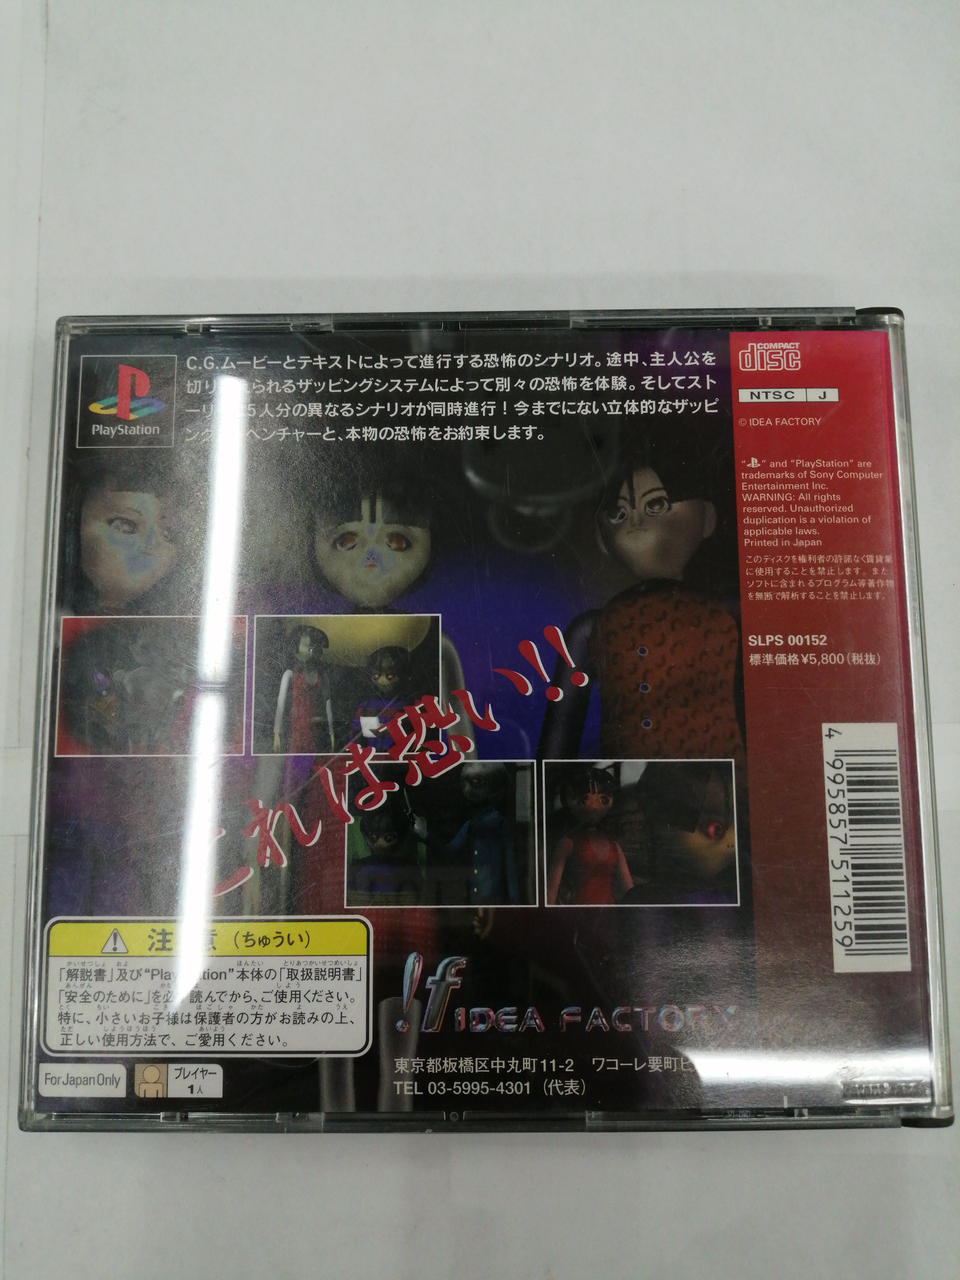 PlayStation
C.G.ムービーとテキストによって進行する恐怖のシナリオ。途中、主人公を
切り られるザッピングシステムによって別々の恐怖を体験。そしてスト
ーリ 5人分の異なるシナリオが同時進行！今までにない立体的なザッピ
ング ベンチャーと、本物の恐怖をお約束します。
COMPACT
disc
NTSC J
© IDEA FACTORY
" " and "PlayStation" are
trademarks of Sony Computer
Entertainment Inc.
WARNING: All rights
reserved. Unauthorized
duplication is a violation of
applicable laws.
Printed in Japan
このディスクを権利者の許諾なく賃貸業
に使用することを禁止します。また、
ソフトに含まれるプログラム等著作物
を無断で解析することを禁止します。
SLPS 00152
標準価格¥5,800(税抜)
4 995857 511259
これは恐い!!
注意（ちゅうい）
「解説書」及び"PlayStation"本体の「取扱説明書」
「安全のために」を必 読んでから、ご使用ください。
特に、小さいお子様は保護者の方がお読みの上、
正しい使用方法で、ご愛用ください。
For Japan Only
プレイヤー
1人
!f IDEA FACTORY
東京都板橋区中丸町11-2 ワコーレ要町ビ
TEL 03-5995-4301（代表）